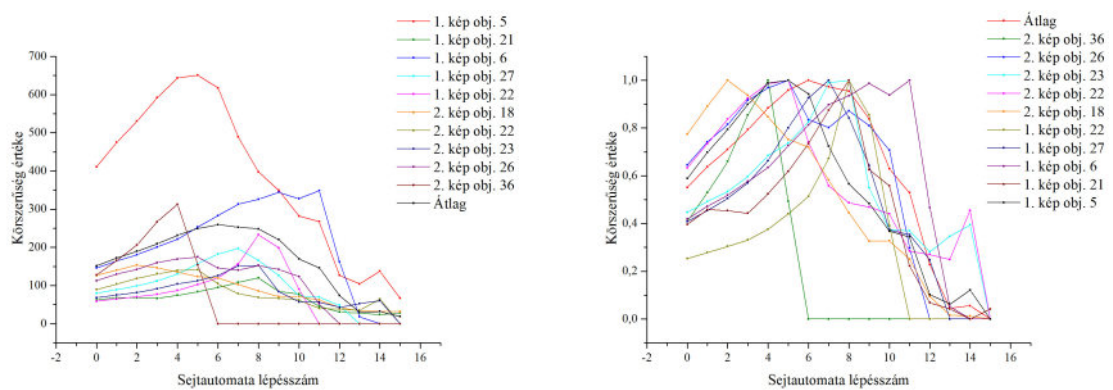 1. kép obj. 5
1. kép obj. 21
1. kép obj. 6
1. kép obj. 27
1. kép obj. 22
2. kép obj. 18
2. kép obj. 22
2. kép obj. 23
2. kép obj. 26
2. kép obj. 36
Átlag
700
600
500
400
300
200
100
0
Körszerűség értéke
-2 0 2 4 6 8 10 12 14 16
Sejtautomata lépésszám
Átlag
2. kép obj. 36
2. kép obj. 26
2. kép obj. 23
2. kép obj. 22
2. kép obj. 18
1. kép obj. 22
1. kép obj. 27
1. kép obj. 6
1. kép obj. 21
1. kép obj. 5
1,0
0,8
0,6
0,4
0,2
0,0
Körszerűség értéke
-2 0 2 4 6 8 10 12 14 16
Sejtautomata lépésszám